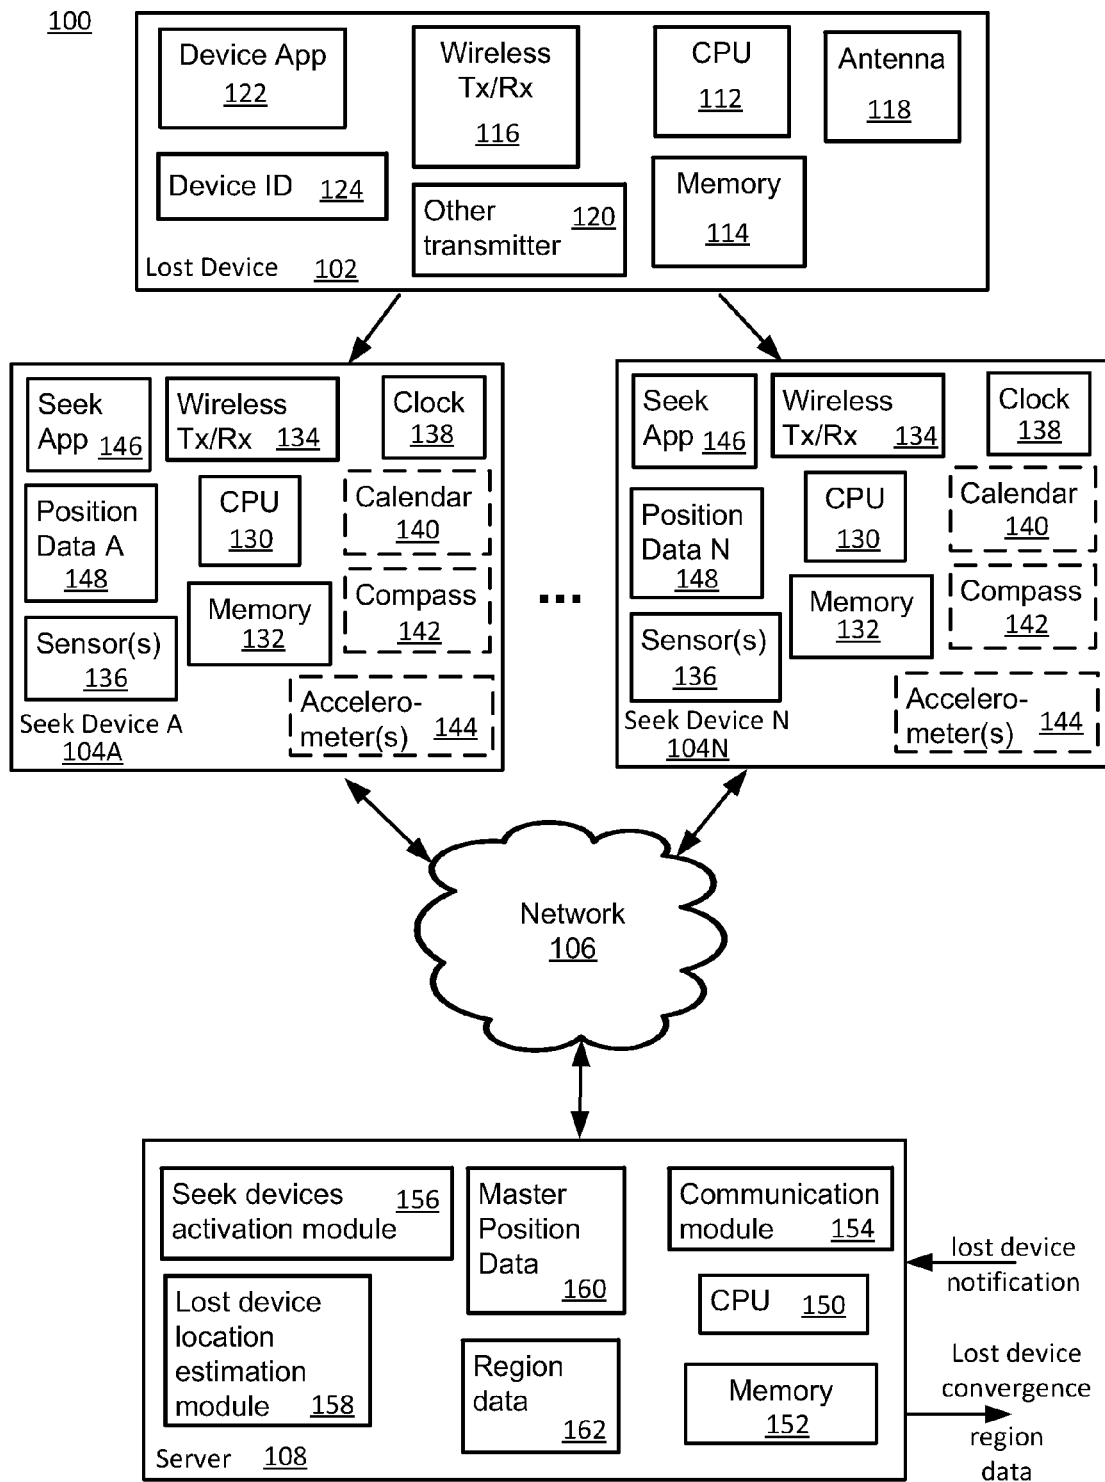 100
Device App
122
Wireless
Tx/Rx
116
CPU
112
Antenna
118
Device ID 124
Other 120
transmitter
Memory
114
Lost Device 102
Seek
App 146
Wireless
Tx/Rx 134
Clock
138
Position
Data A
148
CPU
130
Calendar
140
Memory
132
Compass
142
Sensor(s)
136
Accelero-
meter(s) 144
Seek Device A
104A
...
Seek
App 146
Wireless
Tx/Rx 134
Clock
138
Position
Data N
148
CPU
130
Calendar
140
Memory
132
Compass
142
Sensor(s)
136
Accelero-
meter(s) 144
Seek Device N
104N
Network
106
Seek devices 156
activation module
Master
Position
Data
160
Communication
module 154
Lost device
location
estimation
module 158
Region
data
162
CPU 150
Memory
152
Server 108
lost device
notification
Lost device
convergence
region
data